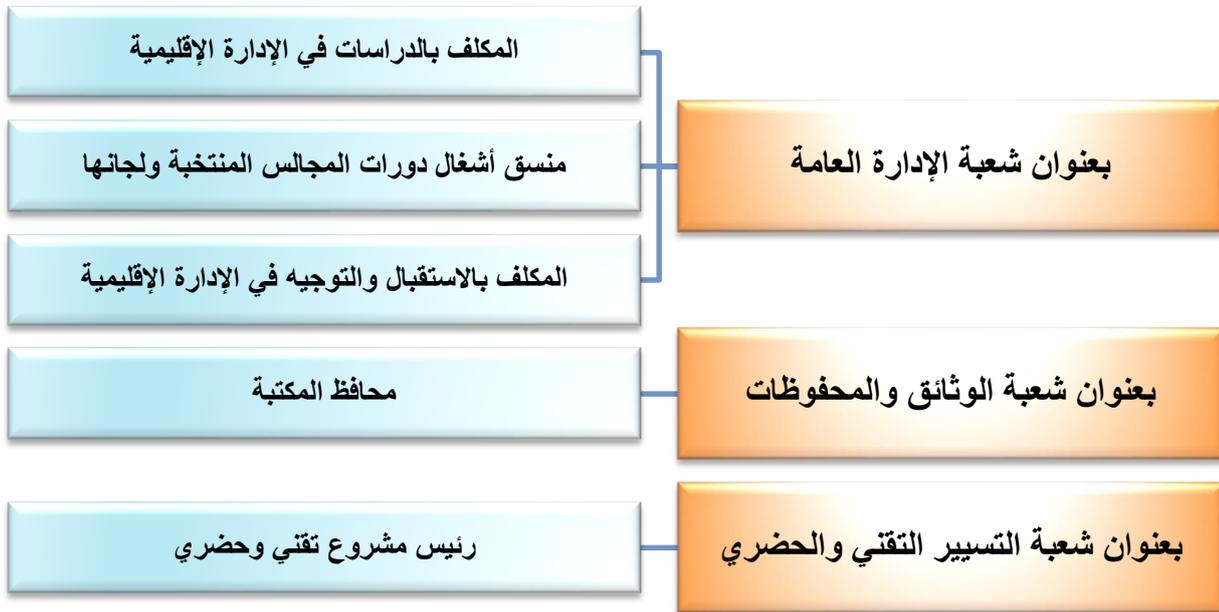 بعنوان شعبة الإدارة العامة
المكلف بالدراسات في الإدارة الإقليمية
منسق أشغال دورات المجالس المنتخبة ولجانها
المكلف بالاستقبال والتوجيه في الإدارة الإقليمية
بعنوان شعبة الوثائق والمحفوظات
محافظ المكتبة
بعنوان شعبة التسيير التقني والحضري
رئيس مشروع تقني وحضري